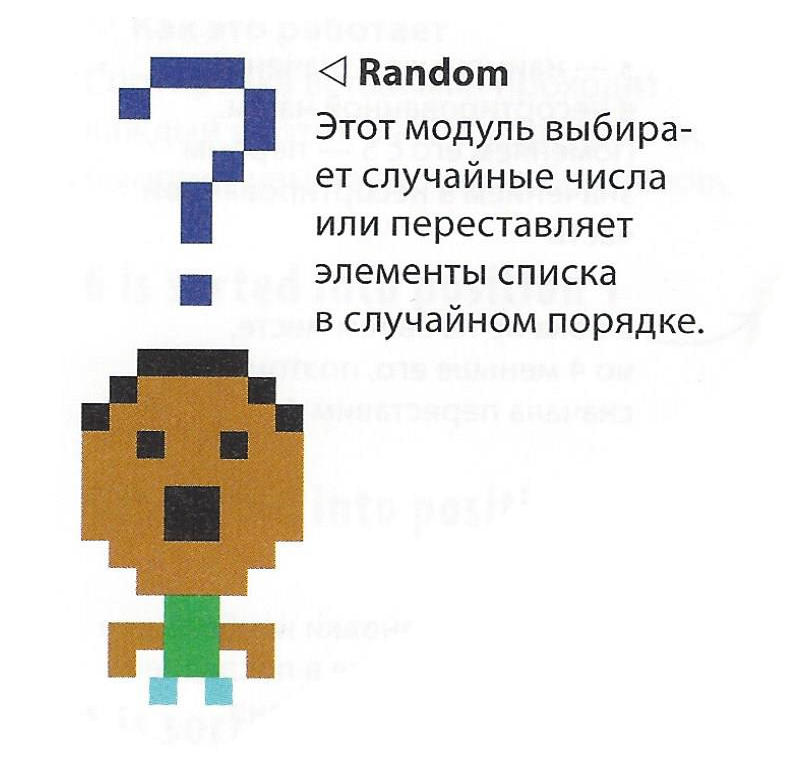 ◁ Random
Этот модуль выбира-
ет случайные числа
или переставляет
элементы списка
в случайном порядке.